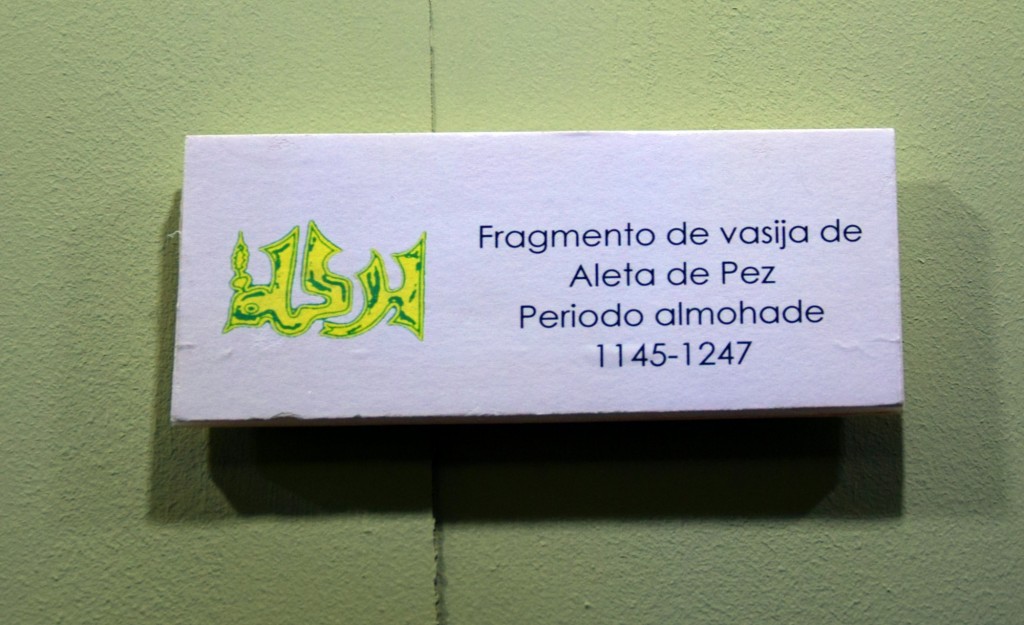 Fragmento de vasija de
Aleta de Pez
Periodo almohade
1145-1247